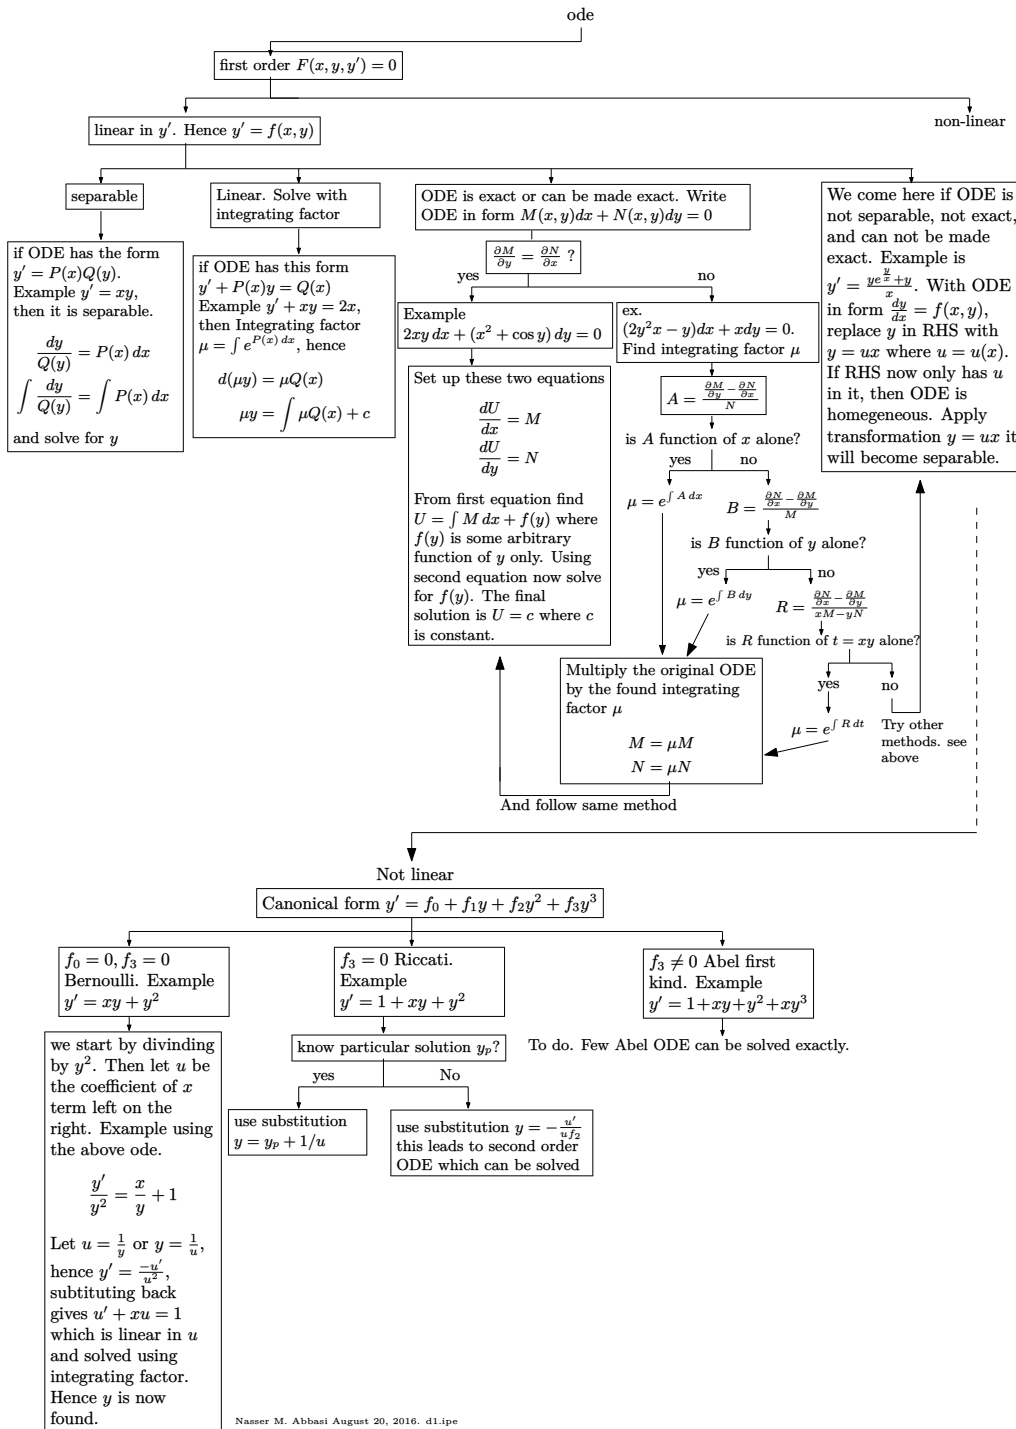 ode
first order F(x, y, y′) = 0
linear in y′. Hence y′ = f(x, y)
non-linear
separable
if ODE has the form
y′ = P(x)Q(y).
Example y′ = xy,
then it is separable.
dy/Q(y) = P(x) dx
∫ dy/Q(y) = ∫ P(x) dx
and solve for y
Linear. Solve with
integrating factor
if ODE has this form
y′ + P(x)y = Q(x)
Example y′ + xy = 2x,
then Integrating factor
μ = ∫ e^{P(x) dx}, hence
d(μy) = μQ(x)
μy = ∫ μQ(x) + c
ODE is exact or can be made exact. Write
ODE in form M(x, y)dx + N(x, y)dy = 0
∂M/∂y = ∂N/∂x ?
yes
no
Example
2xy dx + (x² + cos y) dy = 0
Set up these two equations
dU/dx = M
dU/dy = N
From first equation find
U = ∫ M dx + f(y) where
f(y) is some arbitrary
function of y only. Using
second equation now solve
for f(y). The final
solution is U = c where c
is constant.
ex.
(2y²x − y)dx + xdy = 0.
Find integrating factor μ
A = (∂M/∂y − ∂N/∂x)/N
is A function of x alone?
yes
no
μ = e^{∫ A dx}
B = (∂N/∂x − ∂M/∂y)/M
is B function of y alone?
yes
no
μ = e^{∫ B dy}
R = (∂N/∂x − ∂M/∂y)/(xM−yN)
is R function of t = xy alone?
yes
no
μ = e^{∫ R dt}
Try other
methods. see
above
Multiply the original ODE
by the found integrating
factor μ
M = μM
N = μN
And follow same method
We come here if ODE is
not separable, not exact,
and can not be made
exact. Example is
y′ = (ye^{y/x}+y)/x. With ODE
in form dy/dx = f(x, y),
replace y in RHS with
y = ux where u = u(x).
If RHS now only has u
in it, then ODE is
homegeneous. Apply
transformation y = ux it
will become separable.
Not linear
Canonical form y′ = f₀ + f₁y + f₂y² + f₃y³
f₀ = 0, f₃ = 0
Bernoulli. Example
y′ = xy + y²
we start by divinding
by y². Then let u be
the coefficient of x
term left on the
right. Example using
the above ode.
y′/y² = x/y + 1
Let u = 1/y or y = 1/u,
hence y′ = −u′/u²,
subtituting back
gives u′ + xu = 1
which is linear in u
and solved using
integrating factor.
Hence y is now
found.
f₃ = 0 Riccati.
Example
y′ = 1 + xy + y²
know particular solution yₚ?
yes
No
use substitution
y = yₚ + 1/u
use substitution y = −u′/(uf₂)
this leads to second order
ODE which can be solved
f₃ ≠ 0 Abel first
kind. Example
y′ = 1+xy+y²+xy³
To do. Few Abel ODE can be solved exactly.
Nasser M. Abbasi August 20, 2016. d1.ipe